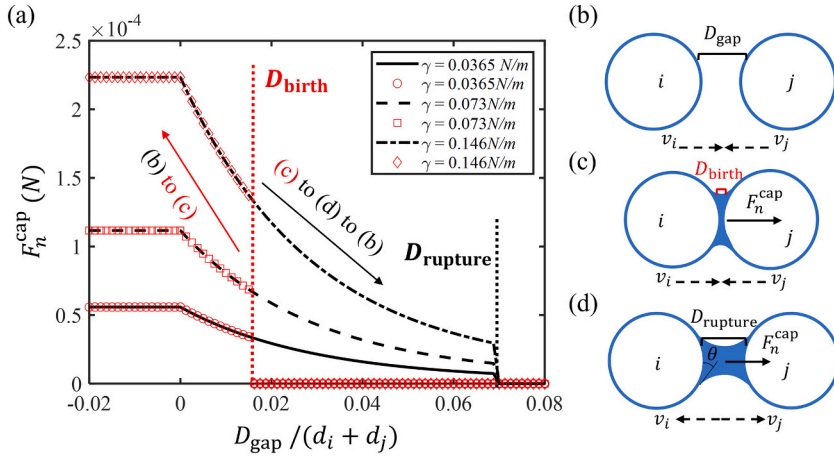 (a)
×10⁻⁴
2.5
2
1.5
1
0.5
0
F_n^cap (N)
-0.02
0
0.02
0.04
0.06
0.08
D_gap /(d_i + d_j)
γ = 0.0365 N/m
γ = 0.0365N/m
γ = 0.073N/m
γ = 0.073N/m
γ = 0.146N/m
γ = 0.146N/m
D_birth
(b) to (c)
(c) to (d) to (b)
D_rupture
(b)
D_gap
i
j
v_i
v_j
(c)
D_birth
F_n^cap
i
j
v_i
v_j
(d)
D_rupture
F_n^cap
θ
i
j
v_i
v_j